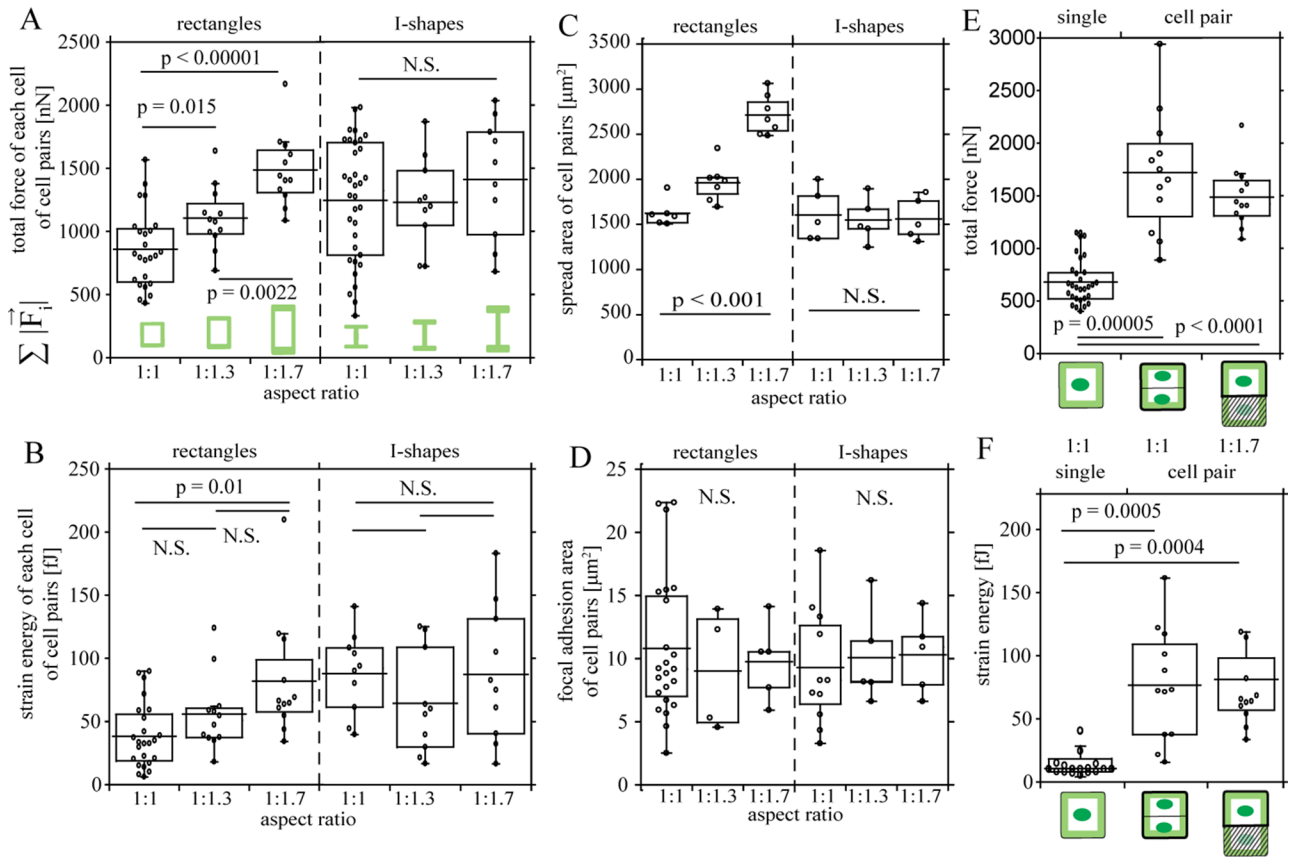 A
rectangles
I-shapes
total force of each cell
of cell pairs [nN]
∑ |F⃗i|
2500
2000
1500
1000
500
0
p < 0.00001
p = 0.015
p = 0.0022
N.S.
1:1
1:1.3
1:1.7
1:1
1:1.3
1:1.7
aspect ratio
C
rectangles
I-shapes
spread area of cell pairs [µm²]
3500
3000
2500
2000
1500
1000
500
0
p < 0.001
N.S.
1:1
1:1.3
1:1.7
1:1
1:1.3
1:1.7
aspect ratio
E
single
cell pair
total force [nN]
3000
2500
2000
1500
1000
500
0
p = 0.00005
p < 0.0001
1:1
1:1
1:1.7
B
rectangles
I-shapes
strain energy of each cell
of cell pairs [fJ]
250
200
150
100
50
0
p = 0.01
N.S.
N.S.
N.S.
1:1
1:1.3
1:1.7
1:1
1:1.3
1:1.7
aspect ratio
D
rectangles
I-shapes
focal adhesion area
of cell pairs [µm²]
25
20
15
10
5
0
N.S.
N.S.
1:1
1:1.3
1:1.7
1:1
1:1.3
1:1.7
aspect ratio
F
single
cell pair
strain energy [fJ]
200
150
100
50
0
p = 0.0005
p = 0.0004